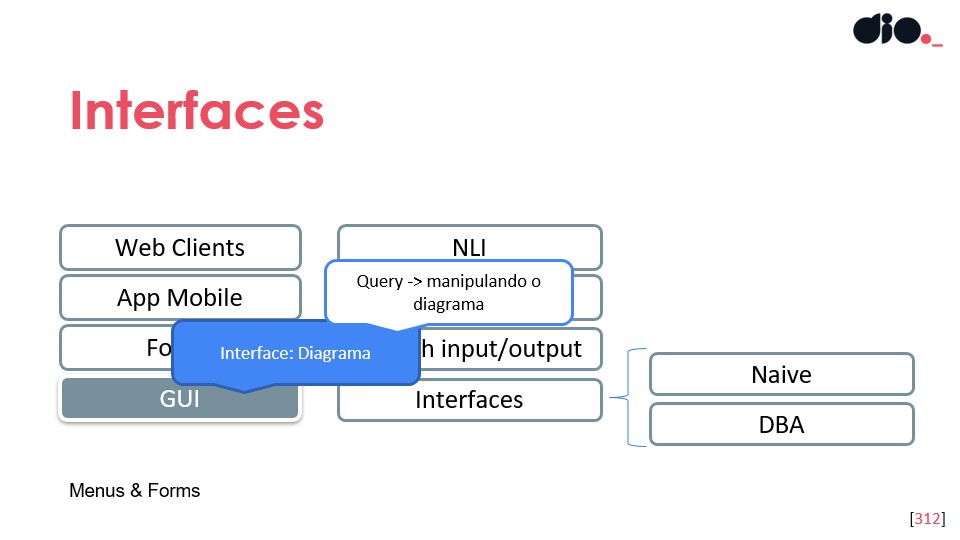 dio._
Interfaces
Web Clients
NLI
App Mobile
Query -> manipulando o
diagrama
Interface: Diagrama
input/output
GUI
Interfaces
Naive
DBA
Menus & Forms
[312]